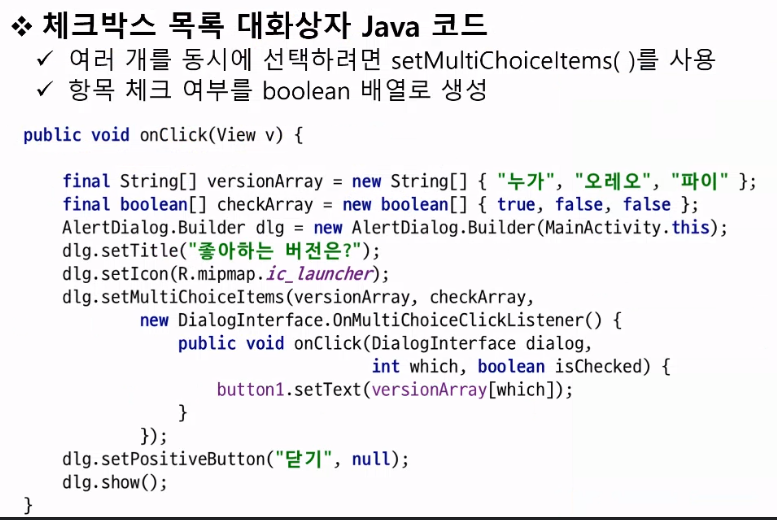 ❖ 체크박스 목록 대화상자 Java 코드
✓ 여러 개를 동시에 선택하려면 setMultiChoiceItems( )를 사용
✓ 항목 체크 여부를 boolean 배열로 생성
public void onClick(View v) {
final String[] versionArray = new String[] { "누가", "오레오", "파이" };
final boolean[] checkArray = new boolean[] { true, false, false };
AlertDialog.Builder dlg = new AlertDialog.Builder(MainActivity.this);
dlg.setTitle("좋아하는 버전은?");
dlg.setIcon(R.mipmap.ic_launcher);
dlg.setMultiChoiceItems(versionArray, checkArray,
new DialogInterface.OnMultiChoiceClickListener() {
public void onClick(DialogInterface dialog,
int which, boolean isChecked) {
button1.setText(versionArray[which]);
}
});
dlg.setPositiveButton("닫기", null);
dlg.show();
}